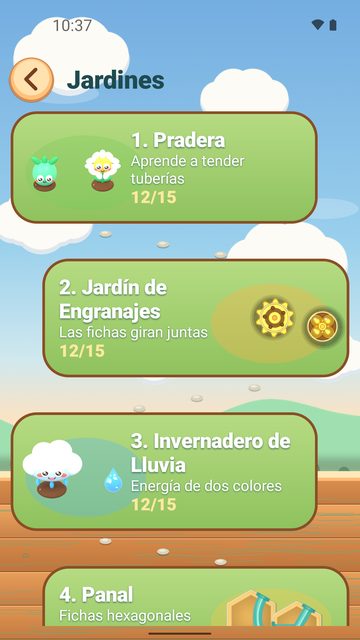 10:37
Jardines
1. Pradera
Aprende a tender
tuberías
12/15
2. Jardín de
Engranajes
Las fichas giran juntas
12/15
3. Invernadero de
Lluvia
Energía de dos colores
12/15
4. Panal
Fichas hexagonales